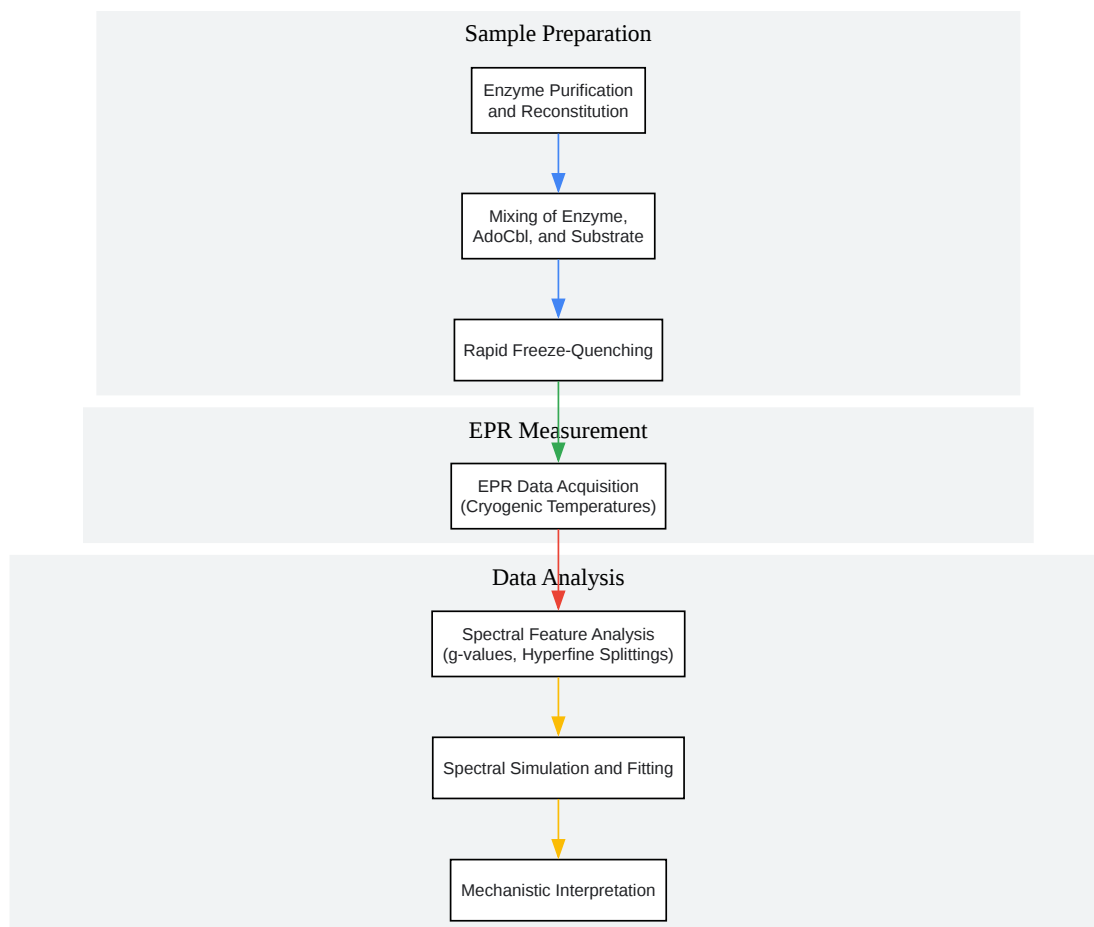 Sample Preparation
Enzyme Purification
and Reconstitution
Mixing of Enzyme,
AdoCbl, and Substrate
Rapid Freeze-Quenching
EPR Measurement
EPR Data Acquisition
(Cryogenic Temperatures)
Data Analysis
Spectral Feature Analysis
(g-values, Hyperfine Splittings)
Spectral Simulation and Fitting
Mechanistic Interpretation